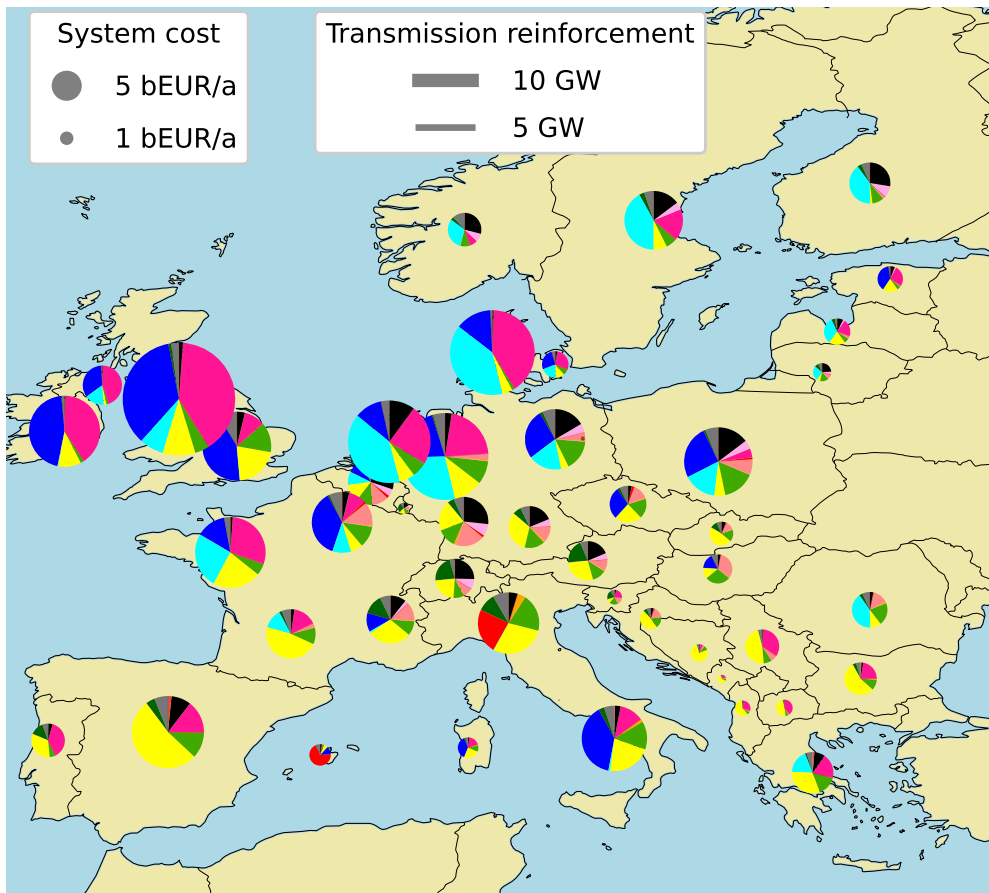 System cost
5 bEUR/a
1 bEUR/a
Transmission reinforcement
10 GW
5 GW